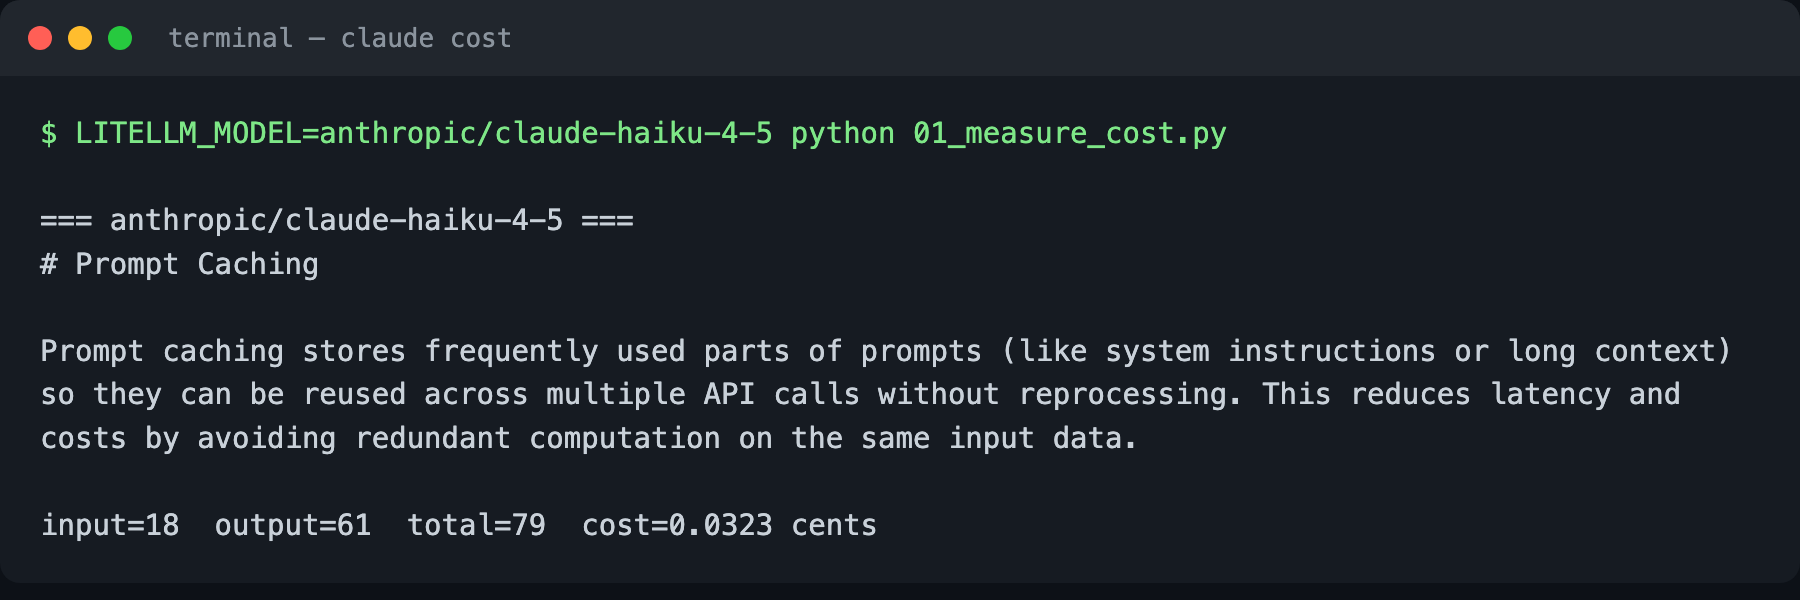 terminal — claude cost
$ LITELLM_MODEL=anthropic/claude-haiku-4-5 python 01_measure_cost.py
=== anthropic/claude-haiku-4-5 ===
# Prompt Caching
Prompt caching stores frequently used parts of prompts (like system instructions or long context)
so they can be reused across multiple API calls without reprocessing. This reduces latency and
costs by avoiding redundant computation on the same input data.
input=18  output=61  total=79  cost=0.0323 cents